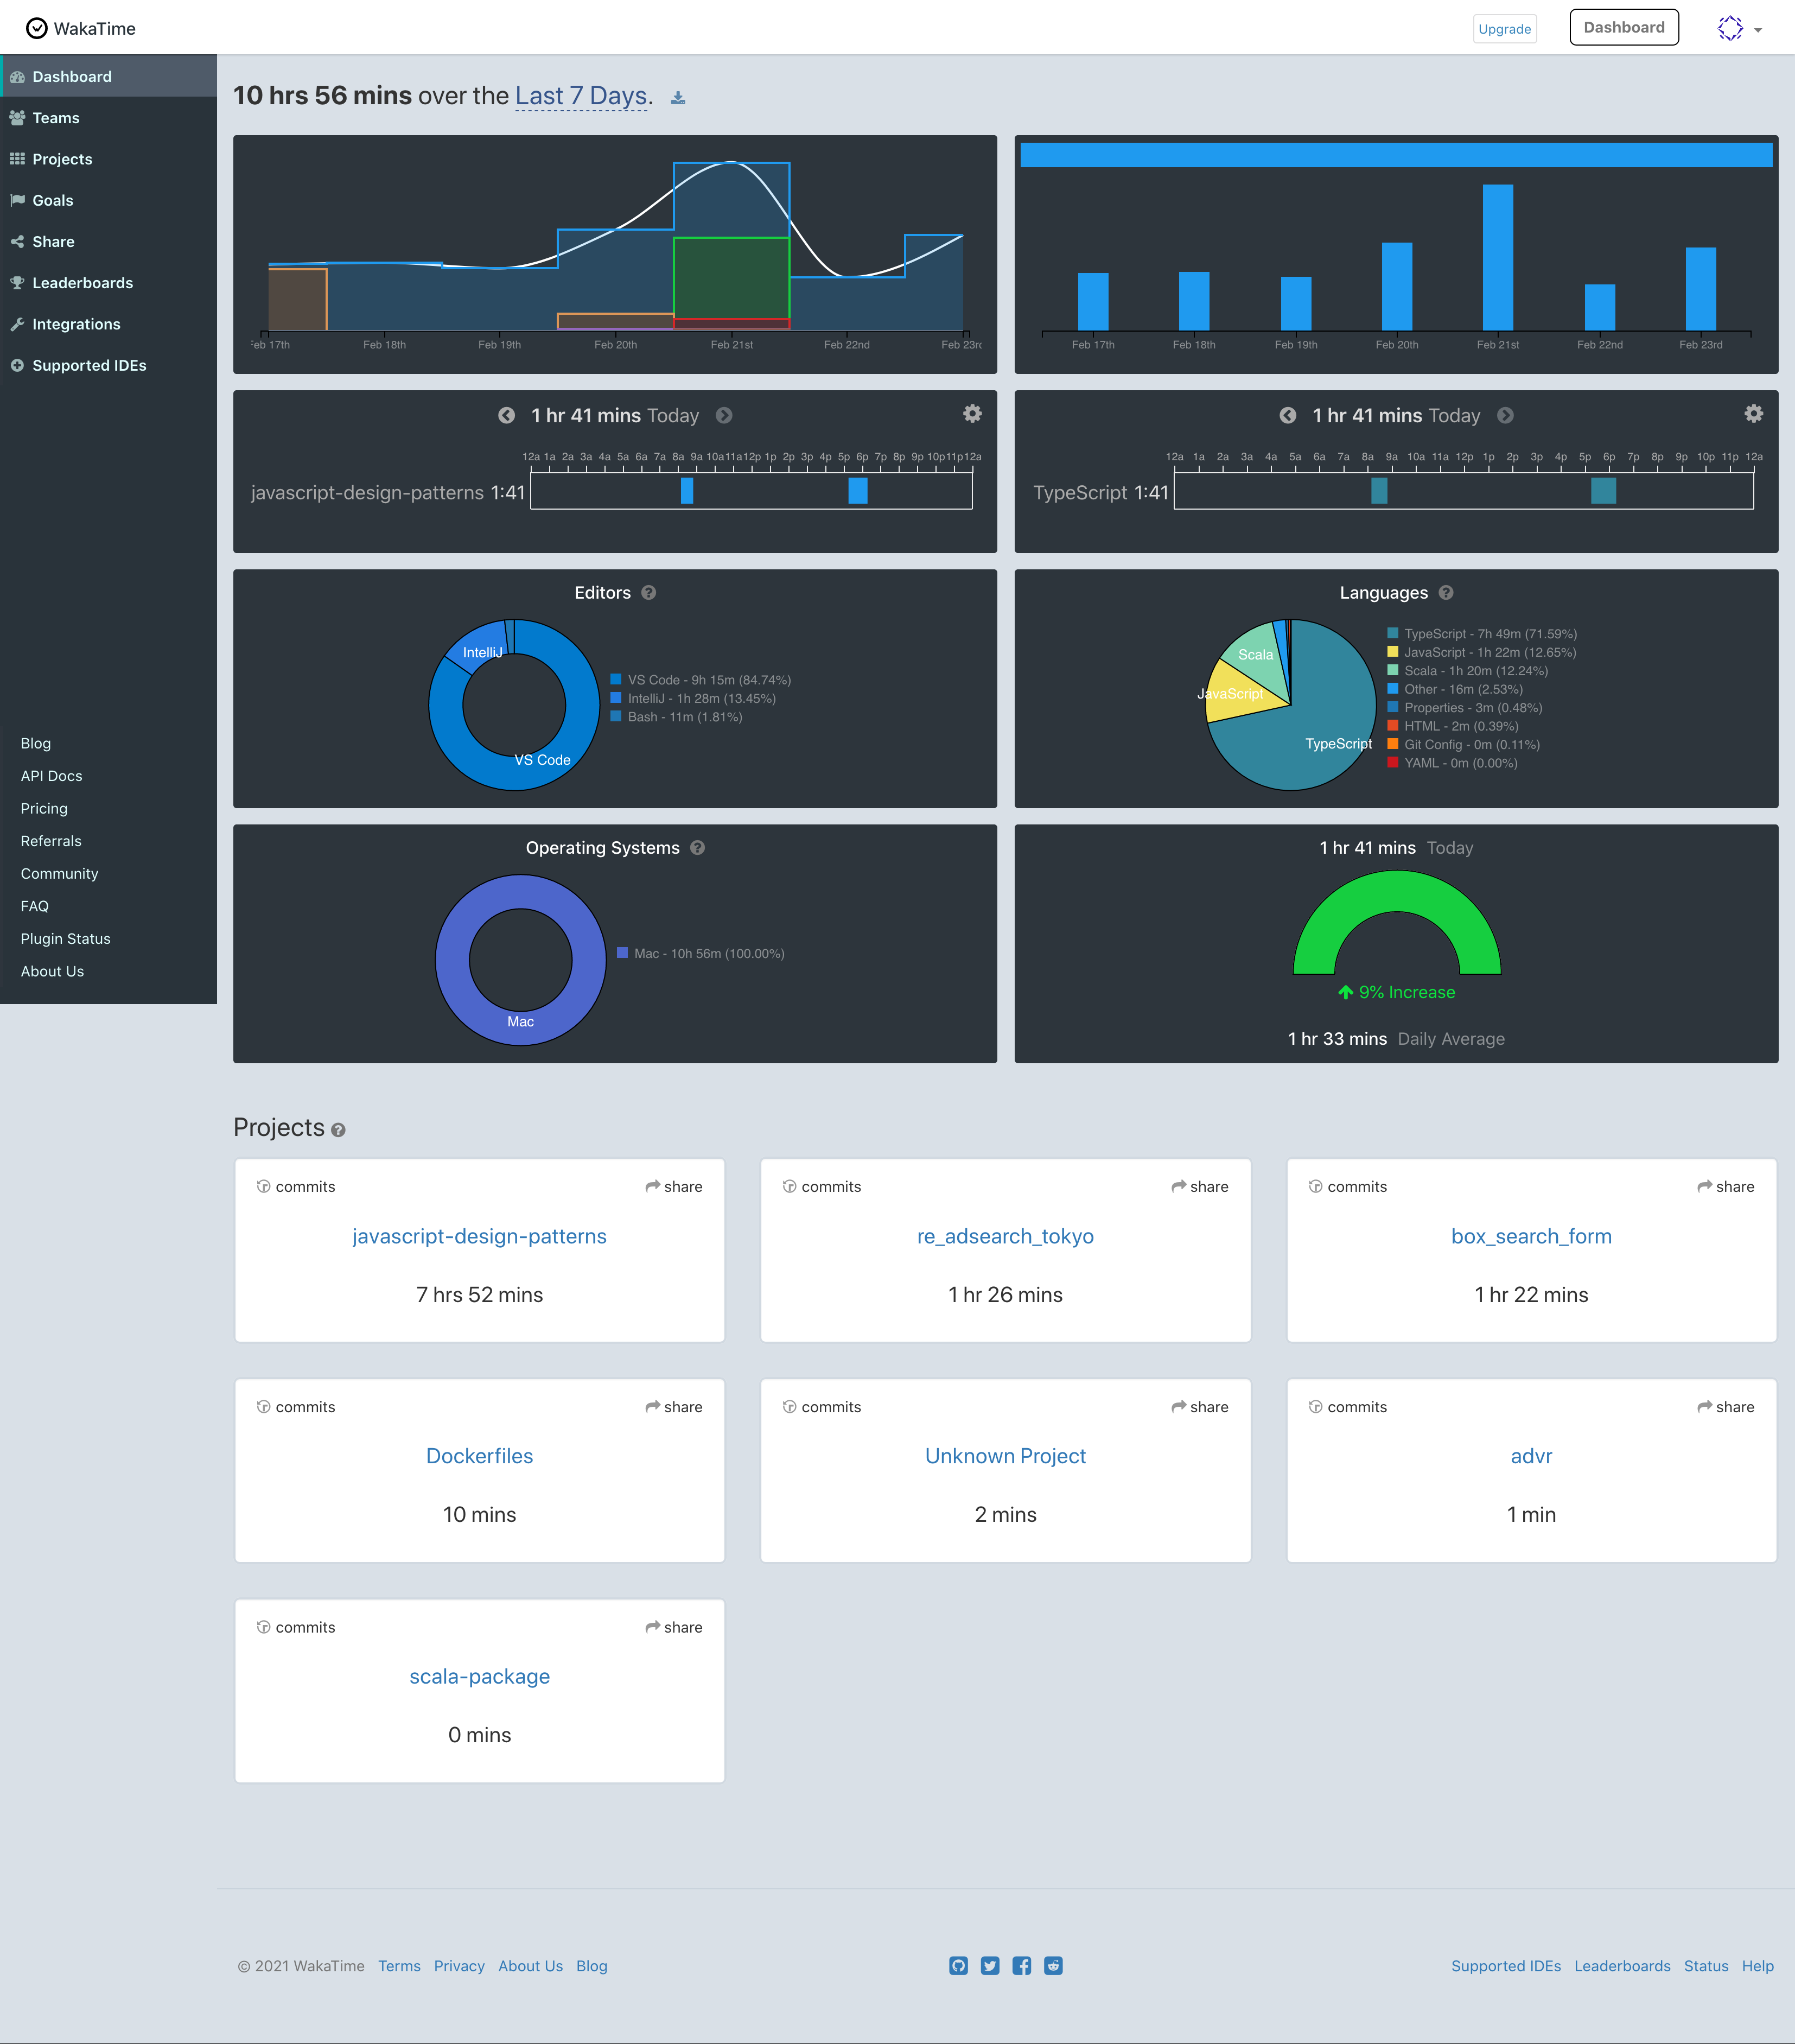 WakaTime
Upgrade
Dashboard
Dashboard
Teams
Projects
Goals
Share
Leaderboards
Integrations
Supported IDEs
Blog
API Docs
Pricing
Referrals
Community
FAQ
Plugin Status
About Us
10 hrs 56 mins over the Last 7 Days.
Feb 17th Feb 18th Feb 19th Feb 20th Feb 21st Feb 22nd Feb 23rd
Feb 17th Feb 18th Feb 19th Feb 20th Feb 21st Feb 22nd Feb 23rd
1 hr 41 mins Today
12a 1a 2a 3a 4a 5a 6a 7a 8a 9a 10a 11a 12p 1p 2p 3p 4p 5p 6p 7p 8p 9p 10p 11p 12a
javascript-design-patterns 1:41
1 hr 41 mins Today
12a 1a 2a 3a 4a 5a 6a 7a 8a 9a 10a 11a 12p 1p 2p 3p 4p 5p 6p 7p 8p 9p 10p 11p 12a
TypeScript 1:41
Editors
IntelliJ
VS Code
VS Code - 9h 15m (84.74%)
IntelliJ - 1h 28m (13.45%)
Bash - 11m (1.81%)
Languages
Scala
JavaScript
TypeScript
TypeScript - 7h 49m (71.59%)
JavaScript - 1h 22m (12.65%)
Scala - 1h 20m (12.24%)
Other - 16m (2.53%)
Properties - 3m (0.48%)
HTML - 2m (0.39%)
Git Config - 0m (0.11%)
YAML - 0m (0.00%)
Operating Systems
Mac
Mac - 10h 56m (100.00%)
1 hr 41 mins Today
9% Increase
1 hr 33 mins Daily Average
Projects
commits share
javascript-design-patterns
7 hrs 52 mins
commits share
re_adsearch_tokyo
1 hr 26 mins
commits share
box_search_form
1 hr 22 mins
commits share
Dockerfiles
10 mins
commits share
Unknown Project
2 mins
commits share
advr
1 min
commits share
scala-package
0 mins
© 2021 WakaTime Terms Privacy About Us Blog
Supported IDEs Leaderboards Status Help